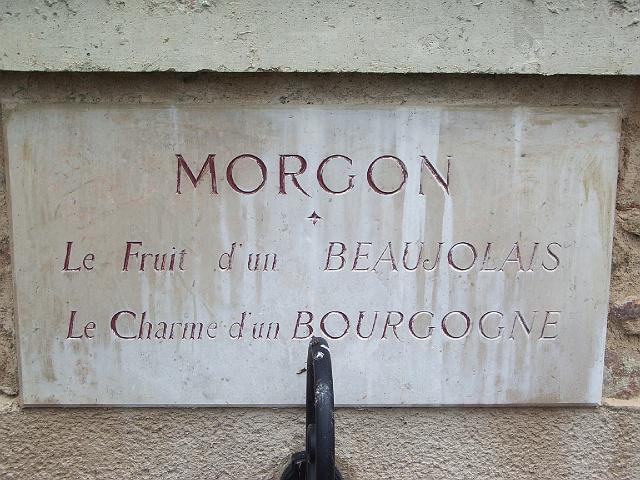 MORGON
Le Fruit d'un BEAUJOLAIS
Le Charme d'un BOURGOGNE